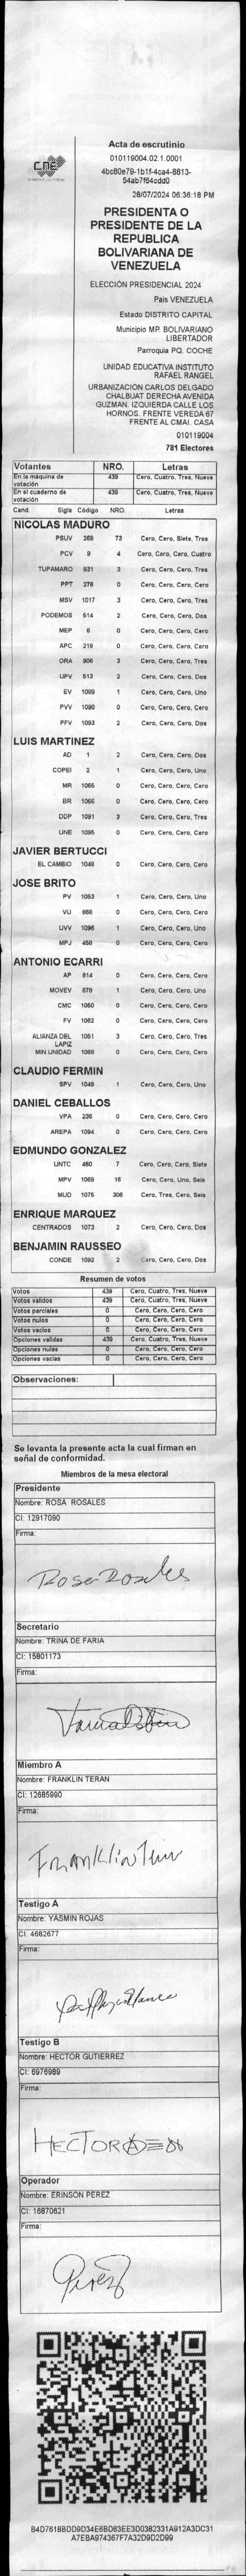 CNE
Acta de escrutinio
010119004.02.1.0001
4bc80e79-1b1f-4ca4-8813-
54ab7f64cdd0
28/07/2024 06:36:18 PM
PRESIDENTA O
PRESIDENTE DE LA
REPUBLICA
BOLIVARIANA DE
VENEZUELA
ELECCIÓN PRESIDENCIAL 2024
Pais VENEZUELA
Estado DISTRITO CAPITAL
Municipio MP. BOLIVARIANO
LIBERTADOR
Parroquia PQ. COCHE
UNIDAD EDUCATIVA INSTITUTO
RAFAEL RANGEL
URBANIZACION CARLOS DELGADO
CHALBUAT DERECHA AVENIDA
GUZMAN. IZQUIERDA CALLE LOS
HORNOS. FRENTE VEREDA 67
FRENTE AL CMAI. CASA
010119004
781 Electores
Votantes NRO. Letras
En la máquina de votación 439 Cero, Cuatro, Tres, Nueve
En el cuaderno de votación 439 Cero, Cuatro, Tres, Nueve
Cand. Sigla Código NRO. Letras
NICOLAS MADURO
PSUV 269 73 Cero, Cero, Siete, Tres
PCV 9 4 Cero, Cero, Cero, Cuatro
TUPAMARO 931 3 Cero, Cero, Cero, Tres
PPT 276 0 Cero, Cero, Cero, Cero
MSV 1017 3 Cero, Cero, Cero, Tres
PODEMOS 514 2 Cero, Cero, Cero, Dos
MEP 6 0 Cero, Cero, Cero, Cero
APC 219 0 Cero, Cero, Cero, Cero
ORA 906 3 Cero, Cero, Cero, Tres
UPV 513 2 Cero, Cero, Cero, Dos
EV 1099 1 Cero, Cero, Cero, Uno
PVV 1090 0 Cero, Cero, Cero, Cero
PFV 1093 2 Cero, Cero, Cero, Dos
LUIS MARTINEZ
AD 1 2 Cero, Cero, Cero, Dos
COPEI 2 1 Cero, Cero, Cero, Uno
MR 1065 0 Cero, Cero, Cero, Cero
BR 1066 0 Cero, Cero, Cero, Cero
DDP 1091 3 Cero, Cero, Cero, Tres
UNE 1095 0 Cero, Cero, Cero, Cero
JAVIER BERTUCCI
EL CAMBIO 1048 0 Cero, Cero, Cero, Cero
JOSE BRITO
PV 1053 1 Cero, Cero, Cero, Uno
VU 868 0 Cero, Cero, Cero, Cero
UVV 1096 1 Cero, Cero, Cero, Uno
MPJ 458 0 Cero, Cero, Cero, Cero
ANTONIO ECARRI
AP 914 0 Cero, Cero, Cero, Cero
MOVEV 878 1 Cero, Cero, Cero, Uno
CMC 1050 0 Cero, Cero, Cero, Cero
FV 1062 0 Cero, Cero, Cero, Cero
ALIANZA DEL LAPIZ 1051 3 Cero, Cero, Cero, Tres
MIN UNIDAD 1068 0 Cero, Cero, Cero, Cero
CLAUDIO FERMIN
SPV 1049 1 Cero, Cero, Cero, Uno
DANIEL CEBALLOS
VPA 236 0 Cero, Cero, Cero, Cero
AREPA 1094 0 Cero, Cero, Cero, Cero
EDMUNDO GONZALEZ
UNTC 460 7 Cero, Cero, Cero, Siete
MPV 1069 16 Cero, Cero, Uno, Seis
MUD 1075 306 Cero, Tres, Cero, Seis
ENRIQUE MARQUEZ
CENTRADOS 1073 2 Cero, Cero, Cero, Dos
BENJAMIN RAUSSEO
CONDE 1092 2 Cero, Cero, Cero, Dos
Resumen de votos
Votos 439 Cero, Cuatro, Tres, Nueve
Votos validos 439 Cero, Cuatro, Tres, Nueve
Votos parciales 0 Cero, Cero, Cero, Cero
Votos nulos 0 Cero, Cero, Cero, Cero
Votos vacios 0 Cero, Cero, Cero, Cero
Opciones validas 439 Cero, Cuatro, Tres, Nueve
Opciones nulas 0 Cero, Cero, Cero, Cero
Opciones vacias 0 Cero, Cero, Cero, Cero
Observaciones:
Se levanta la presente acta la cual firman en
señal de conformidad.
Miembros de la mesa electoral
Presidente
Nombre: ROSA ROSALES
CI: 12917090
Firma:
Rosa Rosales
Secretario
Nombre: TRINA DE FARIA
CI: 15801173
Firma:
Miembro A
Nombre: FRANKLIN TERAN
CI: 12685990
Firma:
Franklin Teran
Testigo A
Nombre: YASMIN ROJAS
CI: 4682677
Firma:
Testigo B
Nombre: HECTOR GUTIERREZ
CI: 6976989
Firma:
HECTOR
Operador
Nombre: ERINSON PEREZ
CI: 16870621
Firma:
Perez
B4D7618BDD9D34E6BD63EE3D0382331A912A3DC31
A7EBA974367F7A32D9D2D99